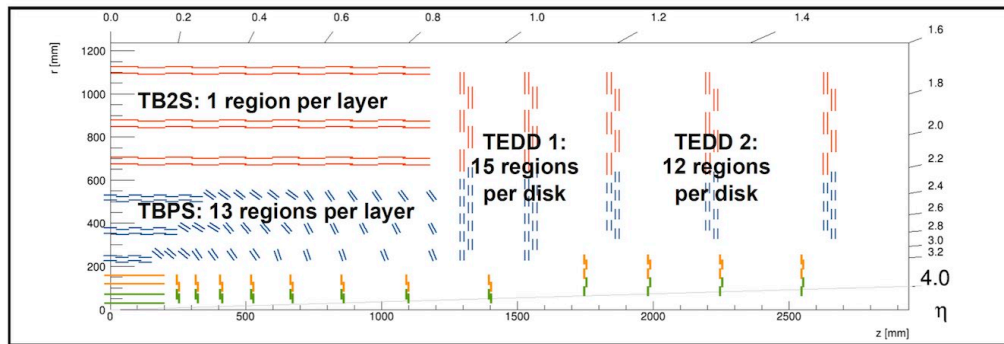 0.0 0.2 0.4 0.6 0.8 1.0 1.2 1.4
1.6
r [mm]
1200
1000
800
600
400
200
0
TB2S: 1 region per layer
TBPS: 13 regions per layer
TEDD 1:
15 regions
per disk
TEDD 2:
12 regions
per disk
1.8
2.0
2.2
2.4
2.6
2.8
3.0
3.2
4.0
η
0 500 1000 1500 2000 2500
z [mm]